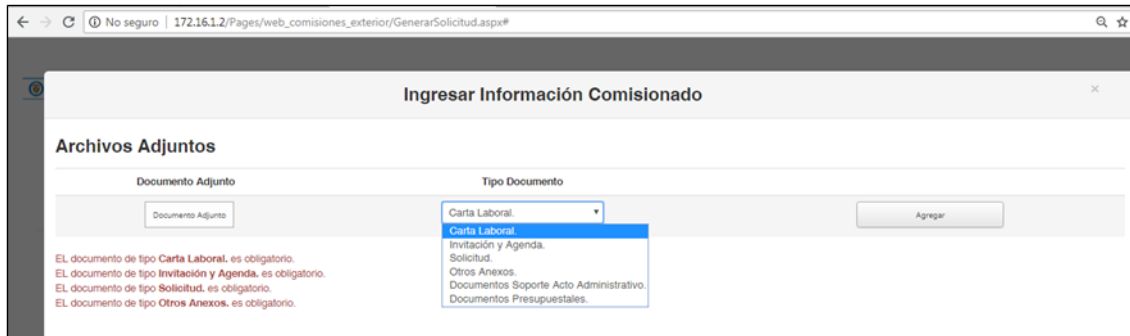 No seguro | 172.16.1.2/Pages/web_comisiones_exterior/GenerarSolicitud.aspx#
Ingresar Información Comisionado
×
Archivos Adjuntos
Documento Adjunto Tipo Documento
Documento Adjunto Carta Laboral. Agregar
Carta Laboral.
Invitación y Agenda.
Solicitud.
Otros Anexos.
Documentos Soporte Acto Administrativo.
Documentos Presupuestales.
EL documento de tipo Carta Laboral. es obligatorio.
EL documento de tipo Invitación y Agenda. es obligatorio.
EL documento de tipo Solicitud. es obligatorio.
EL documento de tipo Otros Anexos. es obligatorio.